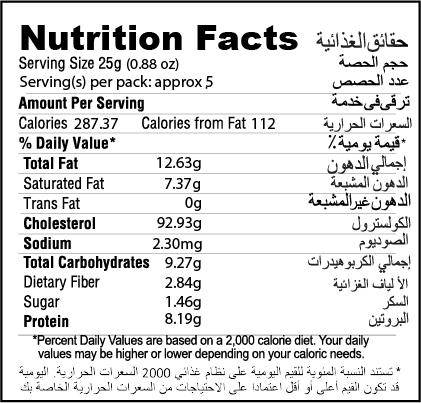 Nutrition Facts حقائق الغذائية
Serving Size 25g (0.88 oz) حجم الحصة
Serving(s) per pack: approx 5 عدد الحصص
Amount Per Serving ترقى فى خدمة
Calories 287.37 Calories from Fat 112 السعرات الحرارية
% Daily Value* *قيمة يومية %
Total Fat 12.63g إجمالي الدهون
Saturated Fat 7.37g الدهون المشبعة
Trans Fat 0g الدهون غير المشبعة
Cholesterol 92.93g الكولسترول
Sodium 2.30mg الصوديوم
Total Carbohydrates 9.27g إجمالي الكربوهيدرات
Dietary Fiber 2.84g الألياف الغزائية
Sugar 1.46g السكر
Protein 8.19g البروتين
*Percent Daily Values are based on a 2,000 calorie diet. Your daily
values may be higher or lower depending on your caloric needs.
* تستند النسبة المئوية للقيم اليومية على نظام غذائي 2000 السعرات الحرارية. اليومية
قد تكون القيم أعلى أو أقل اعتمادا على الاحتياجات من السعرات الحرارية الخاصة بك